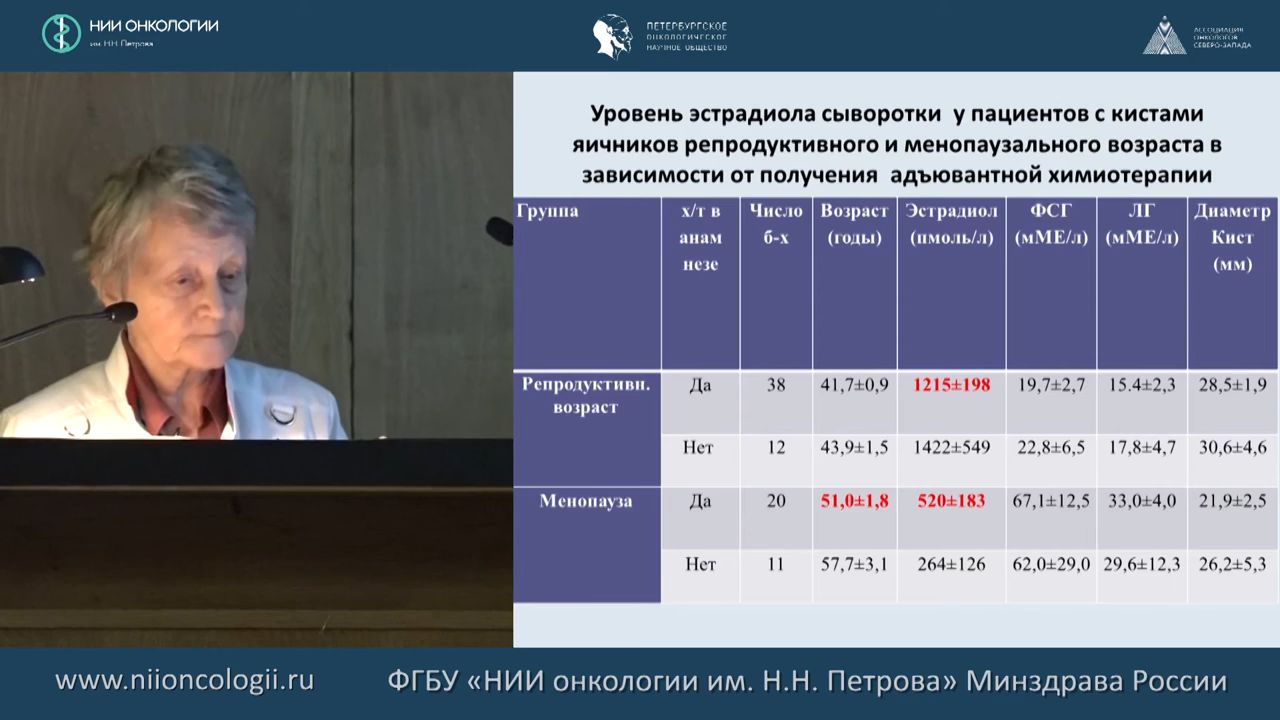 НИИ ОНКОЛОГИИ
им. Н.Н. Петрова
ПЕТЕРБУРГСКОЕ
ОНКОЛОГИЧЕСКОЕ
НАУЧНОЕ ОБЩЕСТВО
АССОЦИАЦИЯ
ОНКОЛОГОВ
СЕВЕРО-ЗАПАДА
Уровень эстрадиола сыворотки у пациентов с кистами
яичников репродуктивного и менопаузального возраста в
зависимости от получения адъювантной химиотерапии
Группа х/т в анам незе Число б-х Возраст (годы) Эстрадиол (пмоль/л) ФСГ (мМЕ/л) ЛГ (мМЕ/л) Диаметр Кист (мм)
Репродуктивн. возраст Да 38 41,7±0,9 1215±198 19,7±2,7 15.4±2,3 28,5±1,9
Нет 12 43,9±1,5 1422±549 22,8±6,5 17,8±4,7 30,6±4,6
Менопауза Да 20 51,0±1,8 520±183 67,1±12,5 33,0±4,0 21,9±2,5
Нет 11 57,7±3,1 264±126 62,0±29,0 29,6±12,3 26,2±5,3
www.niioncologii.ru ФГБУ «НИИ онкологии им. Н.Н. Петрова» Минздрава России